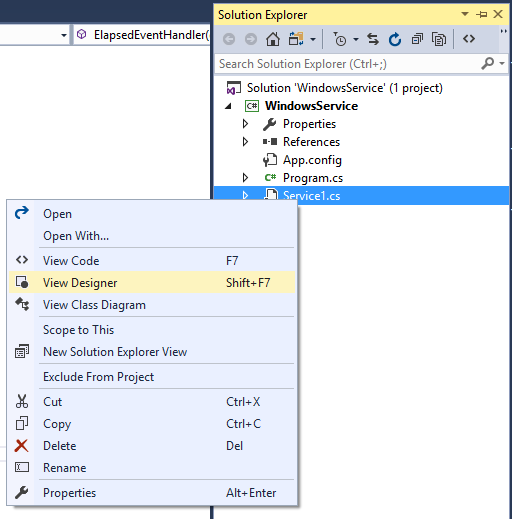 ElapsedEventHandler(
Solution Explorer
Search Solution Explorer (Ctrl+;)
Solution 'WindowsService' (1 project)
C# WindowsService
Properties
References
App.config
C# Program.cs
Service1.cs
Open
Open With...
View Code F7
View Designer Shift+F7
View Class Diagram
Scope to This
New Solution Explorer View
Exclude From Project
Cut Ctrl+X
Copy Ctrl+C
Delete Del
Rename
Properties Alt+Enter